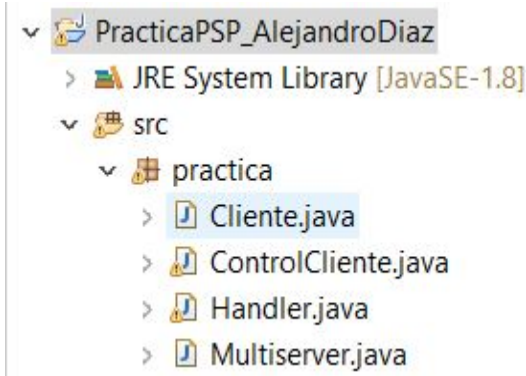 PracticaPSP_AlejandroDiaz
JRE System Library [JavaSE-1.8]
src
practica
Cliente.java
ControlCliente.java
Handler.java
Multiserver.java